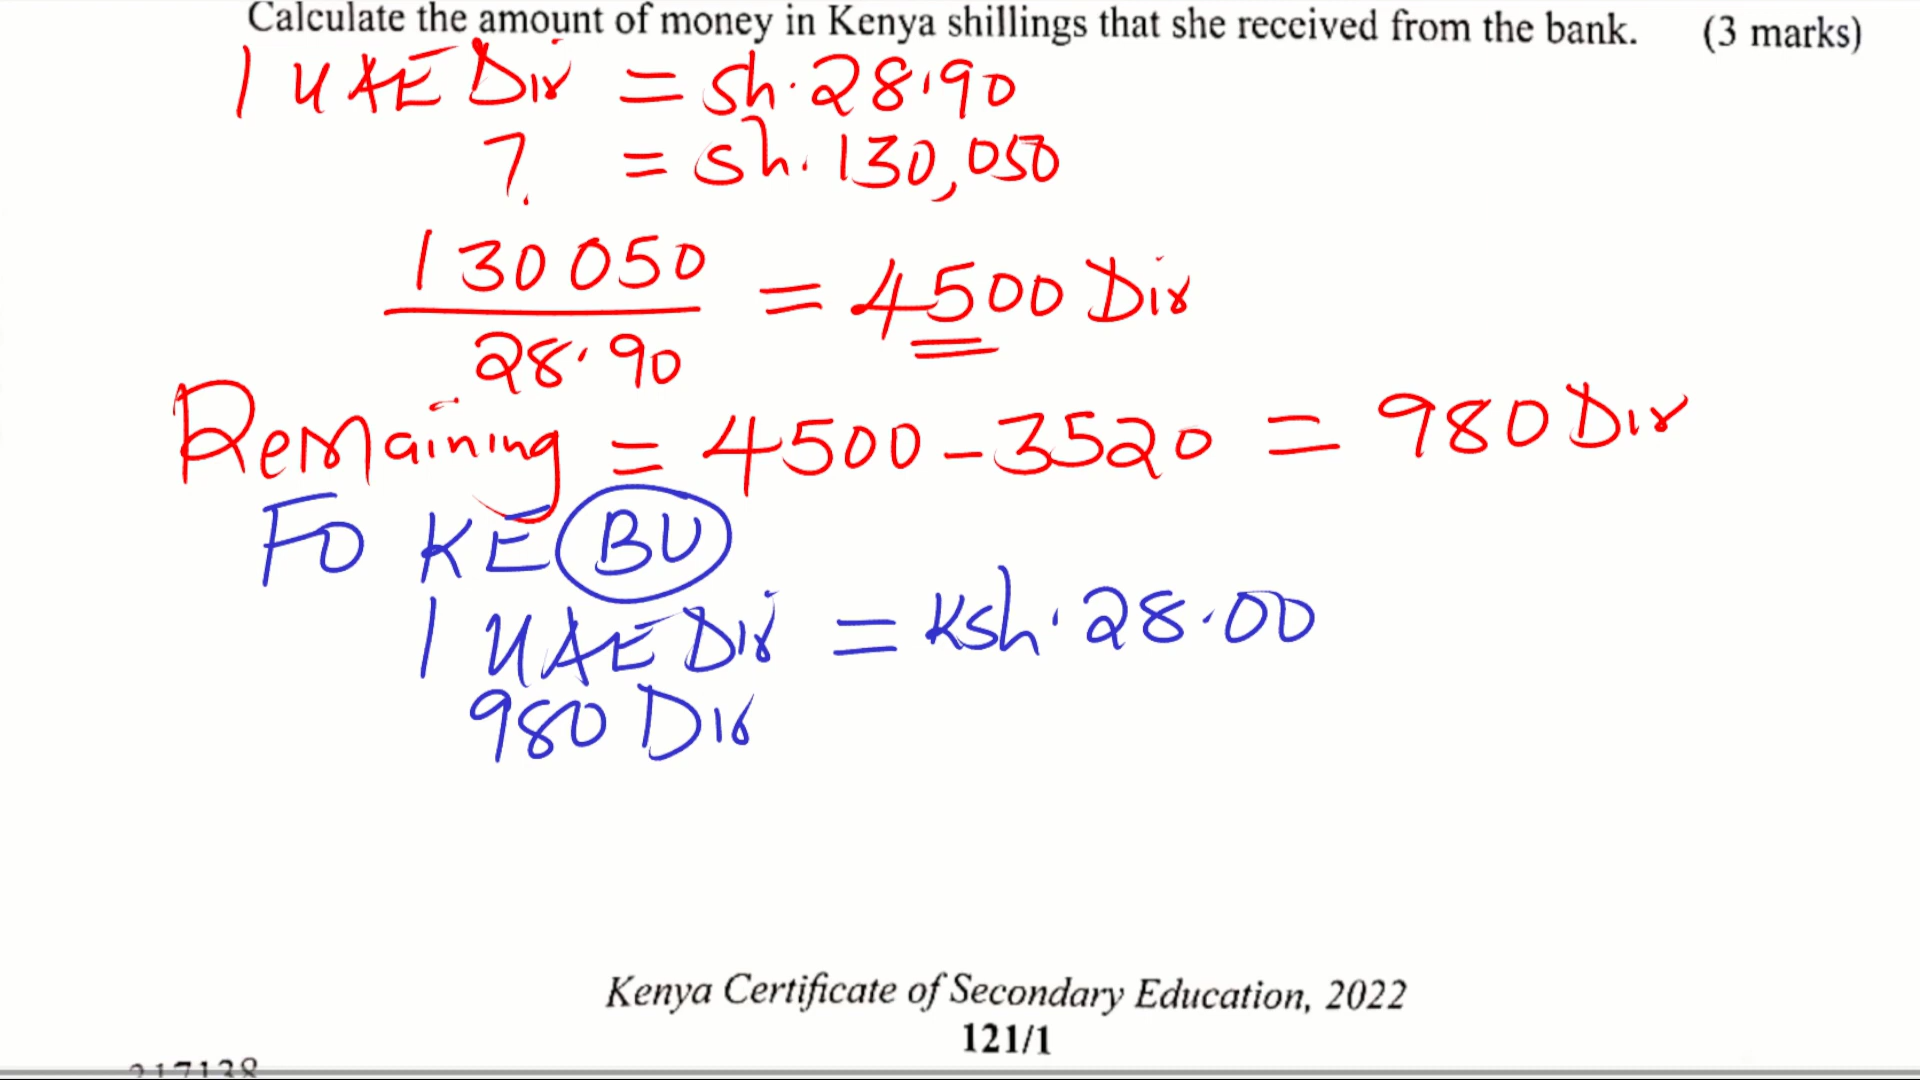 Calculate the amount of money in Kenya shillings that she received from the bank. (3 marks)
1 UAE Dir = Sh. 28.90
? = Sh. 130,050
130 050
28.90
= 4500 Dir
Remaining = 4500 - 3520 = 980 Dir
FO KE BU
1 UAE Dir = Ksh. 28.00
980 Dir
Kenya Certificate of Secondary Education, 2022
121/1